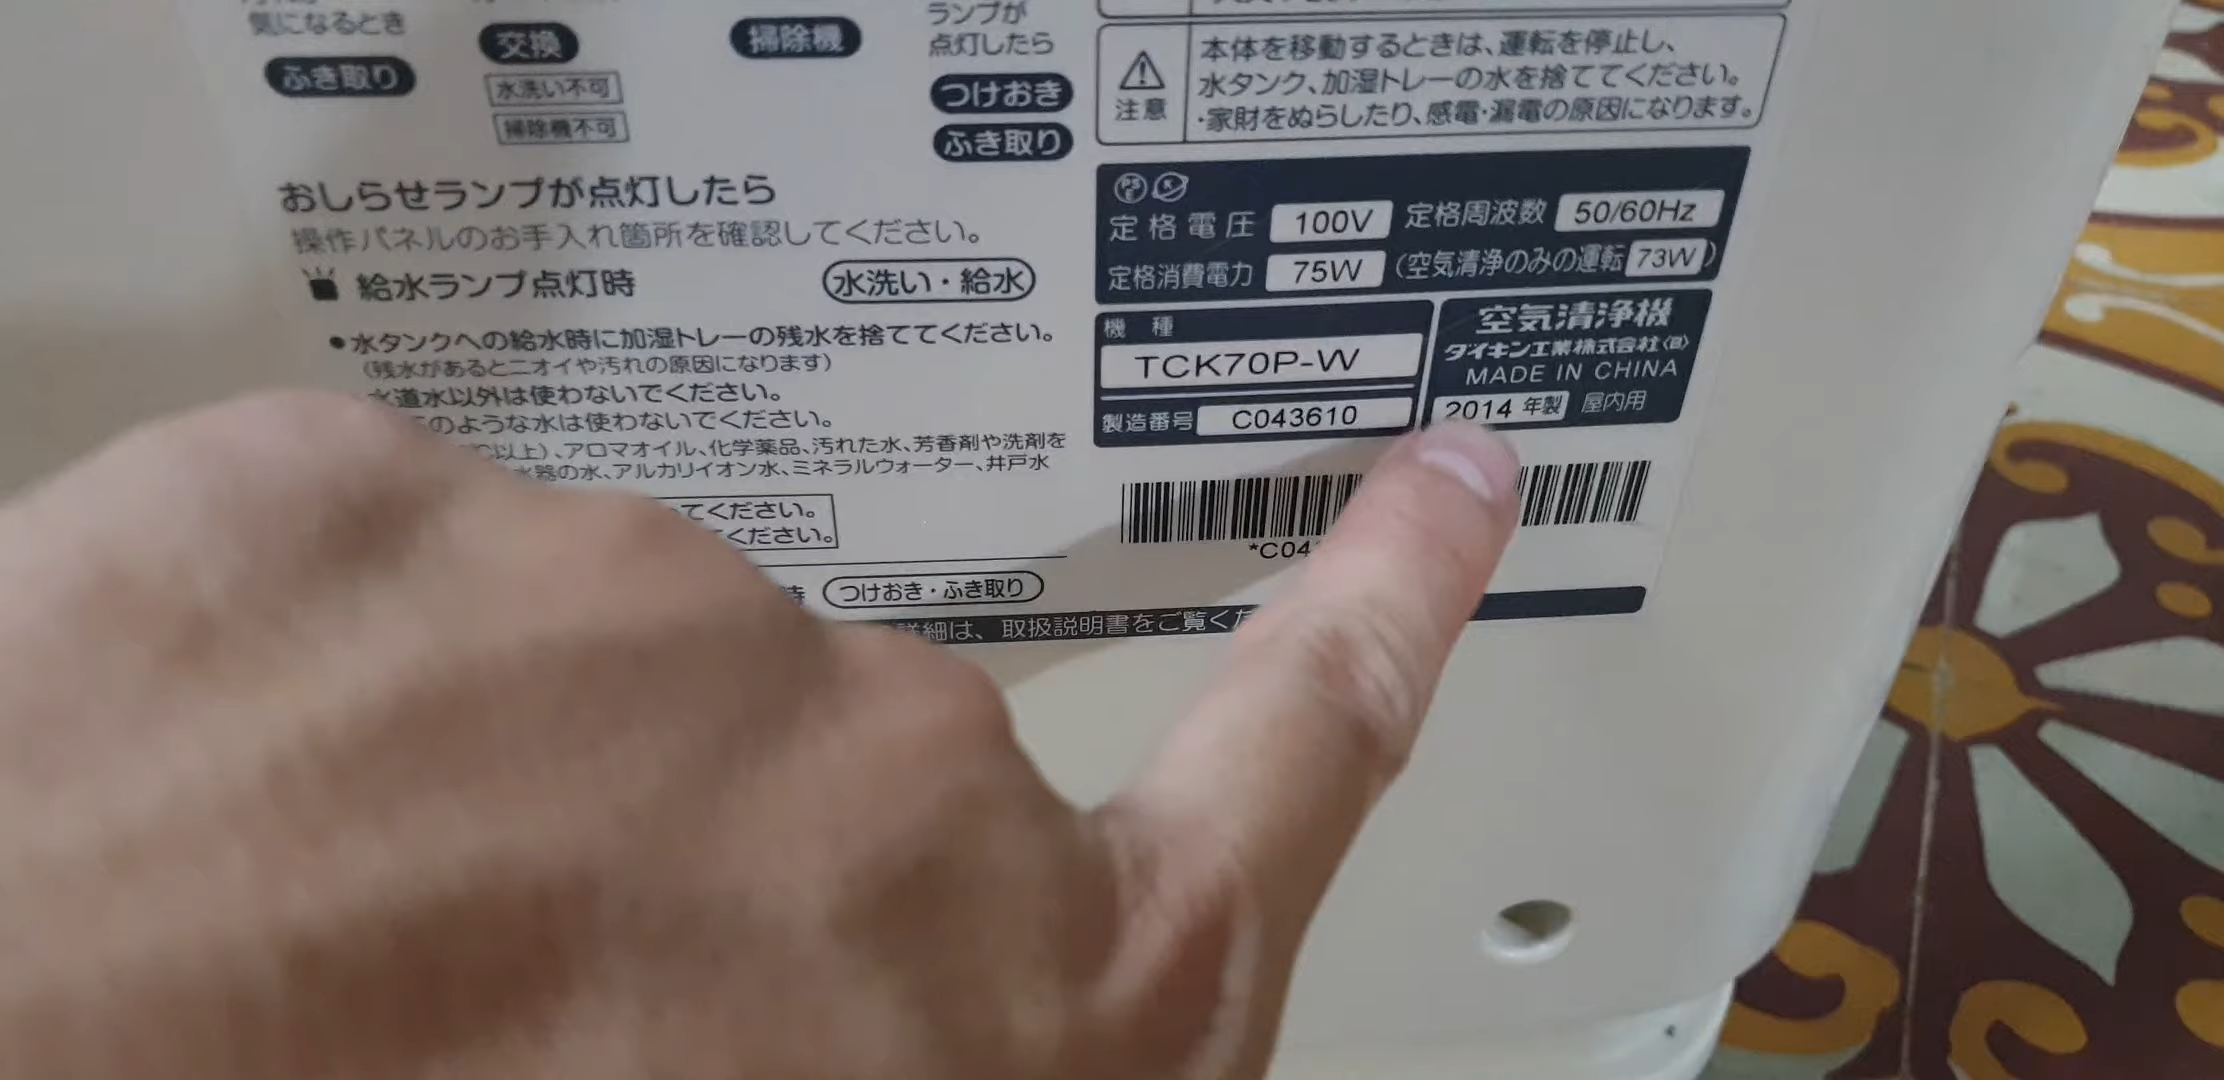 気になるとき
ふき取り
交換
水洗い不可
掃除機不可
掃除機
ランプが
点灯したら
つけおき
ふき取り
おしらせランプが点灯したら
操作パネルのお手入れ箇所を確認してください。
給水ランプ点灯時 水洗い・給水
●水タンクへの給水時に加湿トレーの残水を捨ててください。
(残水があるとニオイや汚れの原因になります)
水道水以外は使わないでください。
のような水は使わないでください。
以上)、アロマオイル、化学薬品、汚れた水、芳香剤や洗剤を
水器の水、アルカリイオン水、ミネラルウォーター、井戸水
てください。
ください。
時 つけおき・ふき取り
詳細は、取扱説明書をご覧くだ
注意
本体を移動するときは、運転を停止し、
水タンク、加湿トレーの水を捨ててください。
・家財をぬらしたり、感電・漏電の原因になります。
PSE
定格電圧 100V 定格周波数 50/60Hz
定格消費電力 75W (空気清浄のみの運転 73W)
機種
TCK70P-W
製造番号 C043610
空気清浄機
ダイキン工業株式会社
MADE IN CHINA
2014 年製 屋内用
*C04